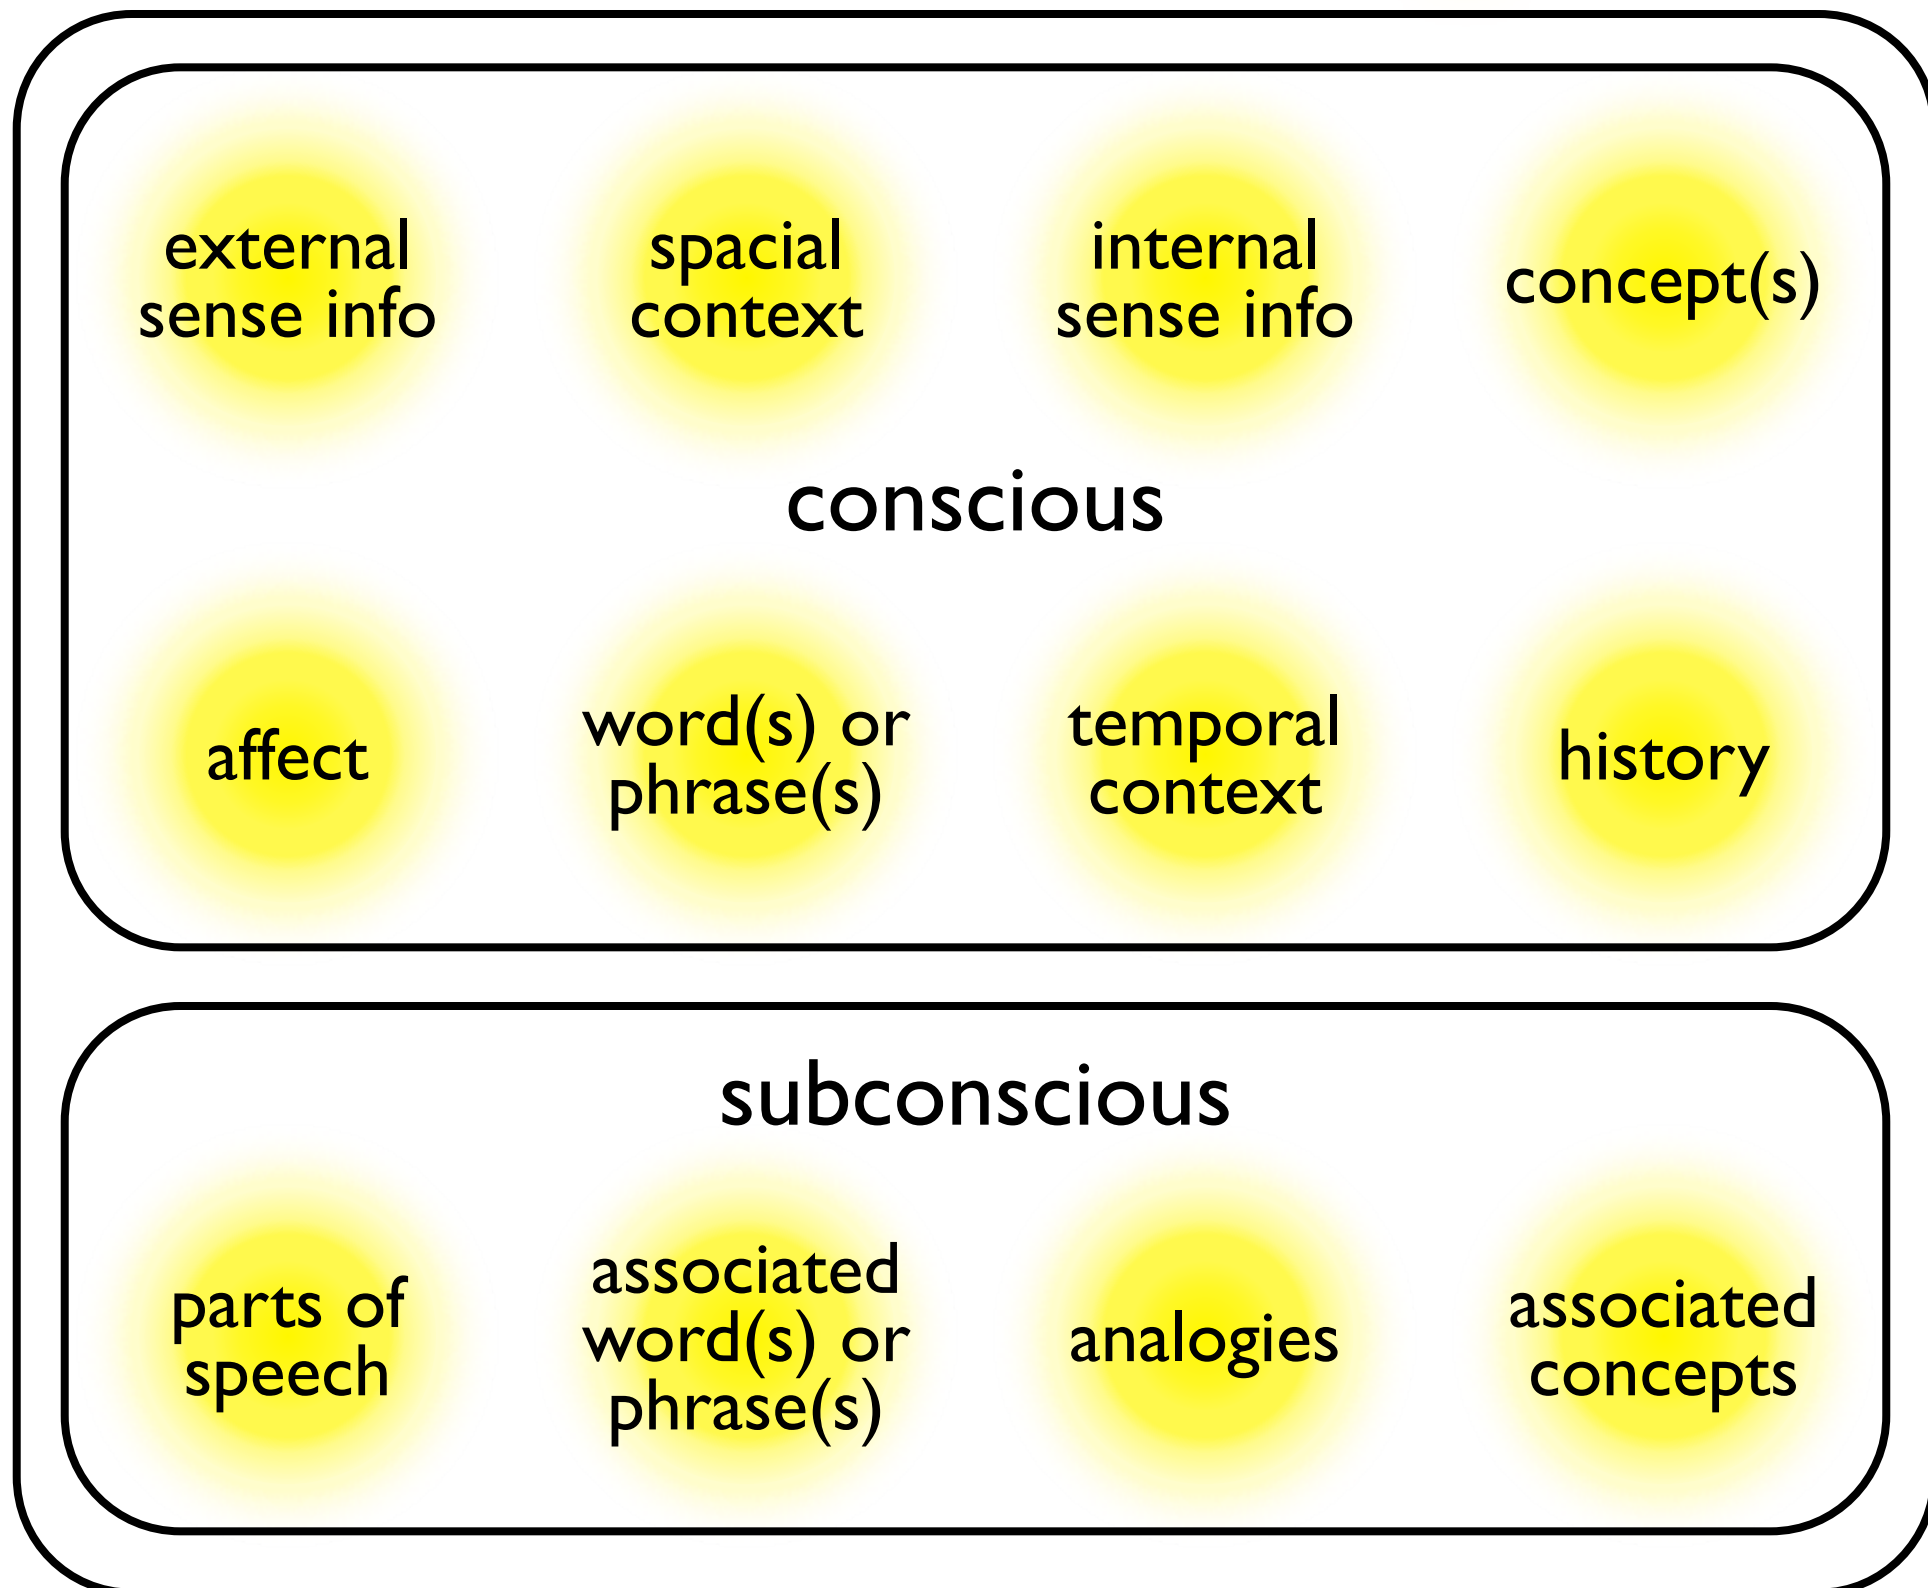 external
sense info
spacial
context
internal
sense info
concept(s)
conscious
affect
word(s) or
phrase(s)
temporal
context
history
subconscious
parts of
speech
associated
word(s) or
phrase(s)
analogies
associated
concepts